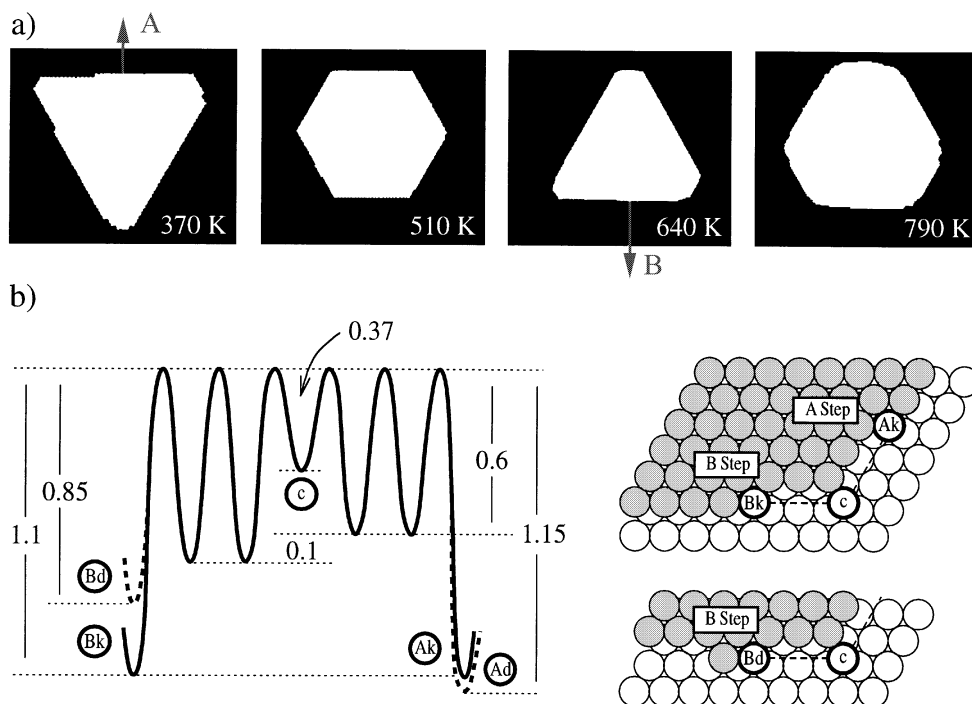 a)
A
370 K
510 K
640 K
790 K
B
b)
0.37
0.85
1.1
0.6
1.15
0.1
c
Bd
Bk
Ak
Ad
A Step
Ak
B Step
Bk
c
B Step
Bd
c